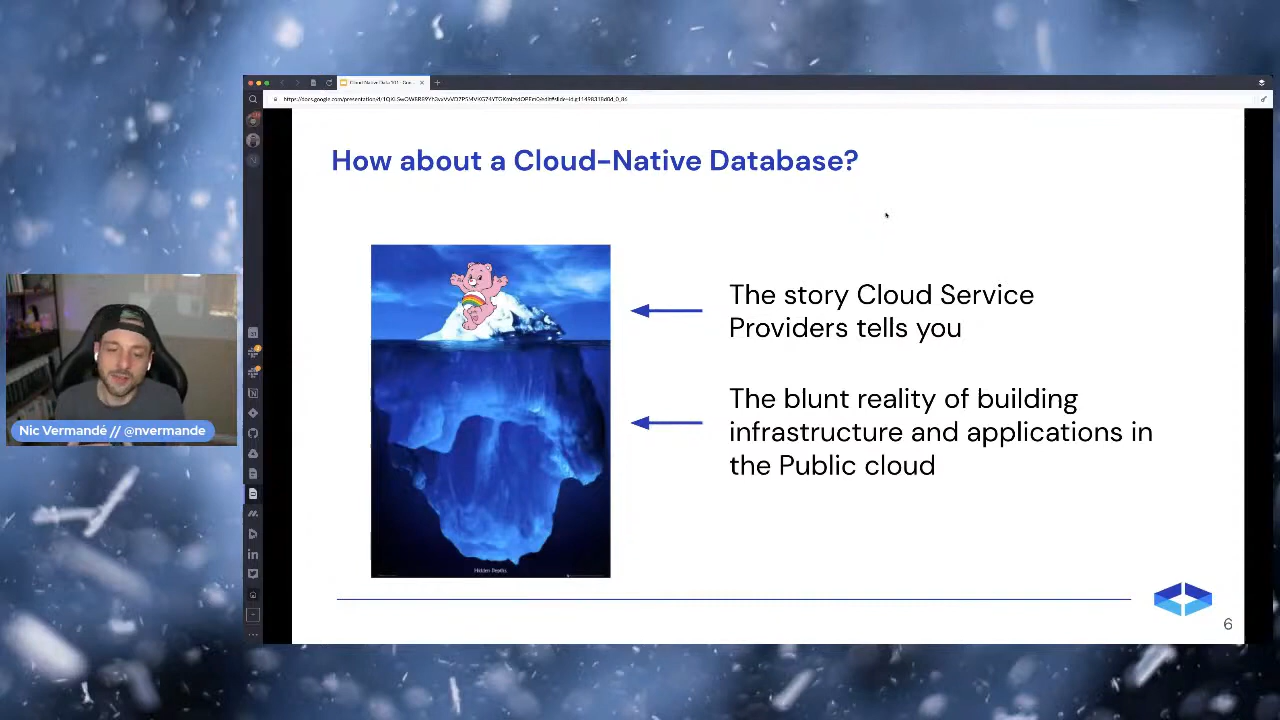 How about a Cloud-Native Database?
The story Cloud Service
Providers tells you
The blunt reality of building
infrastructure and applications in
the Public cloud
Hidden Depths
6
Nic Vermandé // @nvermande